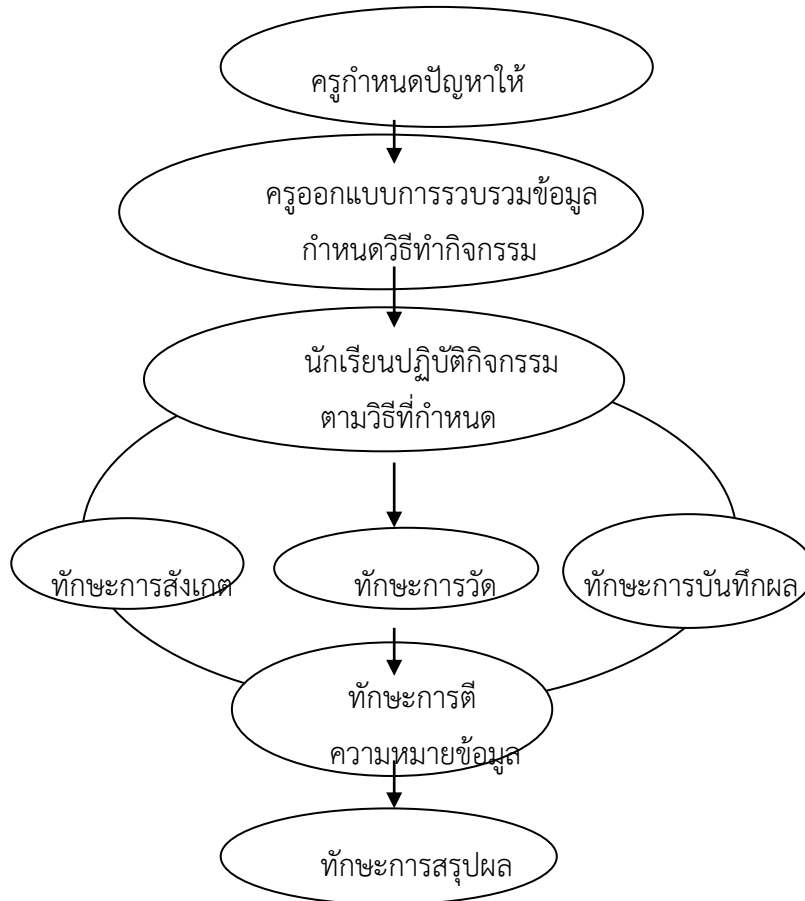 ครูกำหนดปัญหาให้
ครูออกแบบการรวบรวมข้อมูล
กำหนดวิธีทำกิจกรรม
นักเรียนปฏิบัติกิจกรรม
ตามวิธีที่กำหนด
ทักษะการสังเกต
ทักษะการวัด
ทักษะการบันทึกผล
ทักษะการตี
ความหมายข้อมูล
ทักษะการสรุปผล